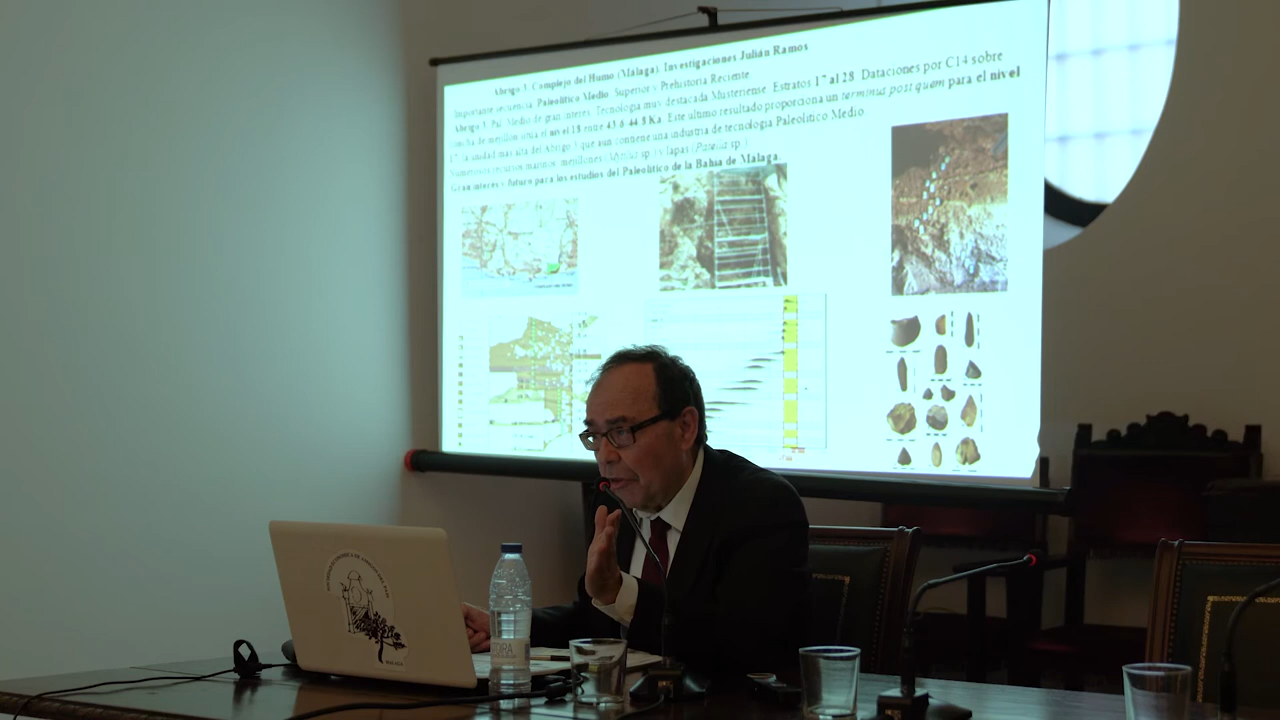 Abrigo 3. Complejo del Humo (Málaga). Investigaciones Julián Ramos
Importante secuencia: Paleolítico Medio, Superior y Prehistoria Reciente.
Abrigo 3: Pal. Medio de gran interés. Tecnología muy destacada Musteriense. Estratos 17 al 28. Dataciones por C14 sobre
concha de mejillón sitúa el nivel 18 entre 43.6-44.8 Ka. Este último resultado proporciona un terminus post quem para el nivel
17, la unidad más alta del Abrigo 3 que aún contiene una industria de tecnología Paleolítico Medio.
Numerosos recursos marinos: mejillones (Mytilus sp.) y lapas (Patella sp.).
Gran interés y futuro para los estudios del Paleolítico de la Bahía de Málaga.
MALAGA